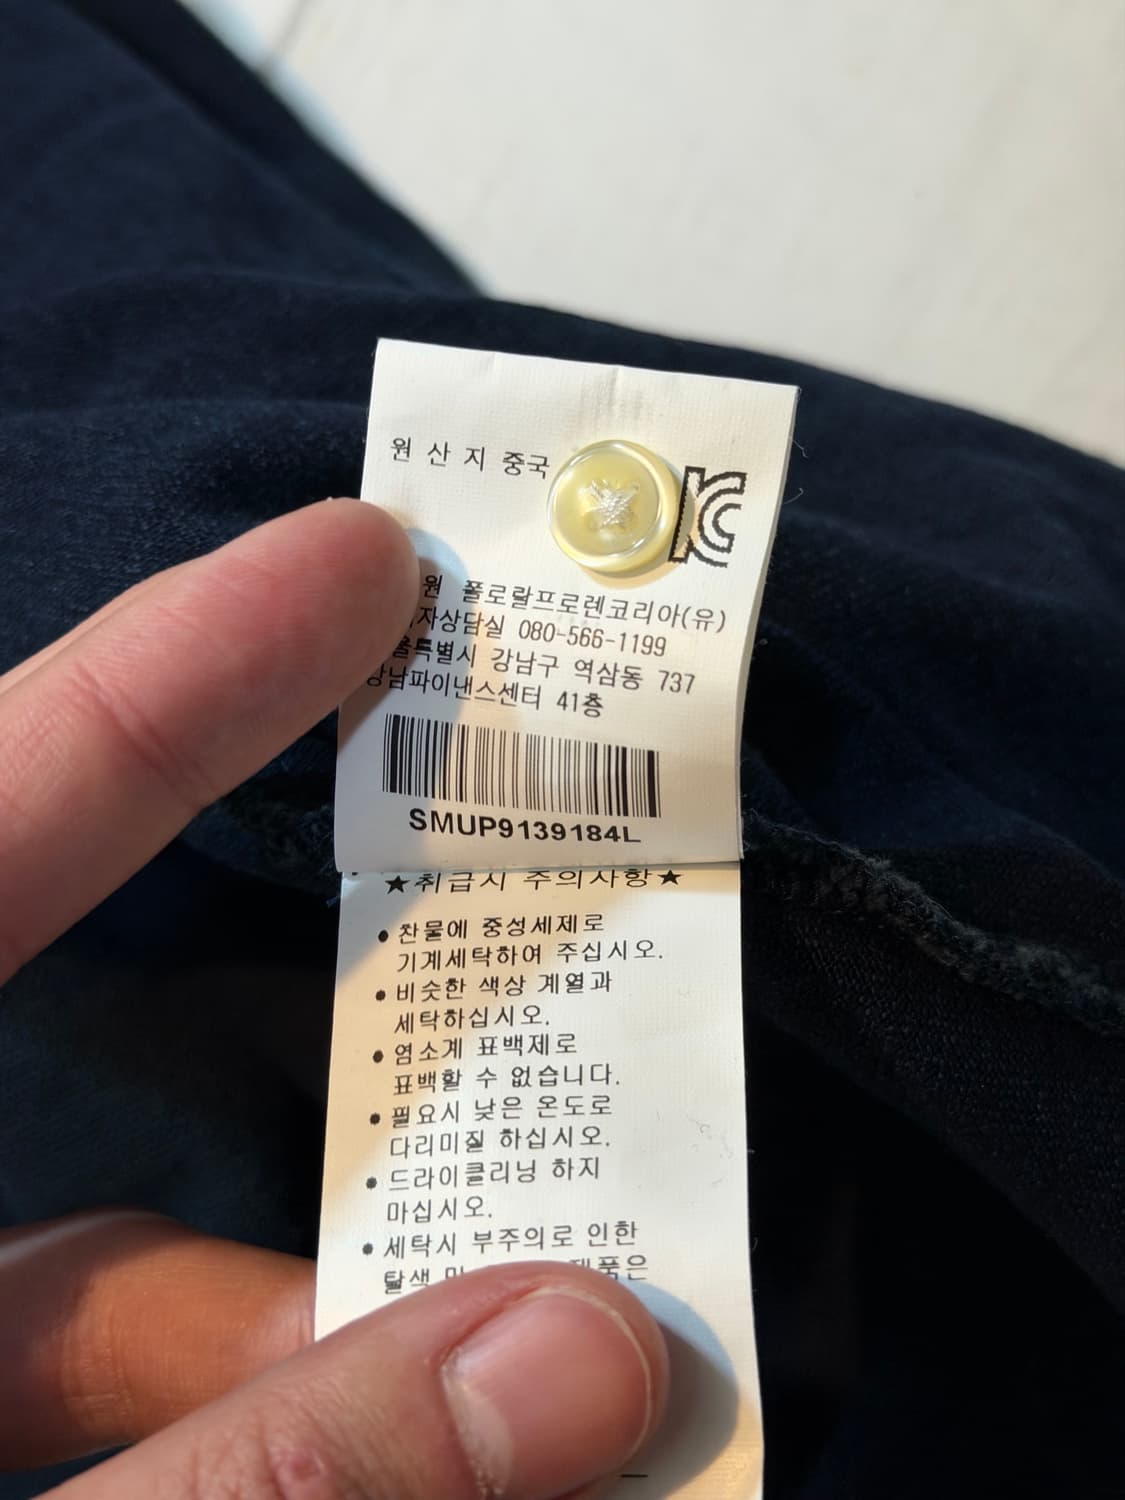 원 산 지 중국
KC
원 폴로랄프로렌코리아(유)
자상담실 080-566-1199
울특별시 강남구 역삼동 737
강남파이낸스센터 41층
SMUP9139184L
★취급시 주의사항★
● 찬물에 중성세제로
기계세탁하여 주십시오.
● 비슷한 색상 계열과
세탁하십시오.
● 염소계 표백제로
표백할 수 없습니다.
● 필요시 낮은 온도로
다리미질 하십시오.
● 드라이클리닝 하지
마십시오.
● 세탁시 부주의로 인한
탈색 및 제품은